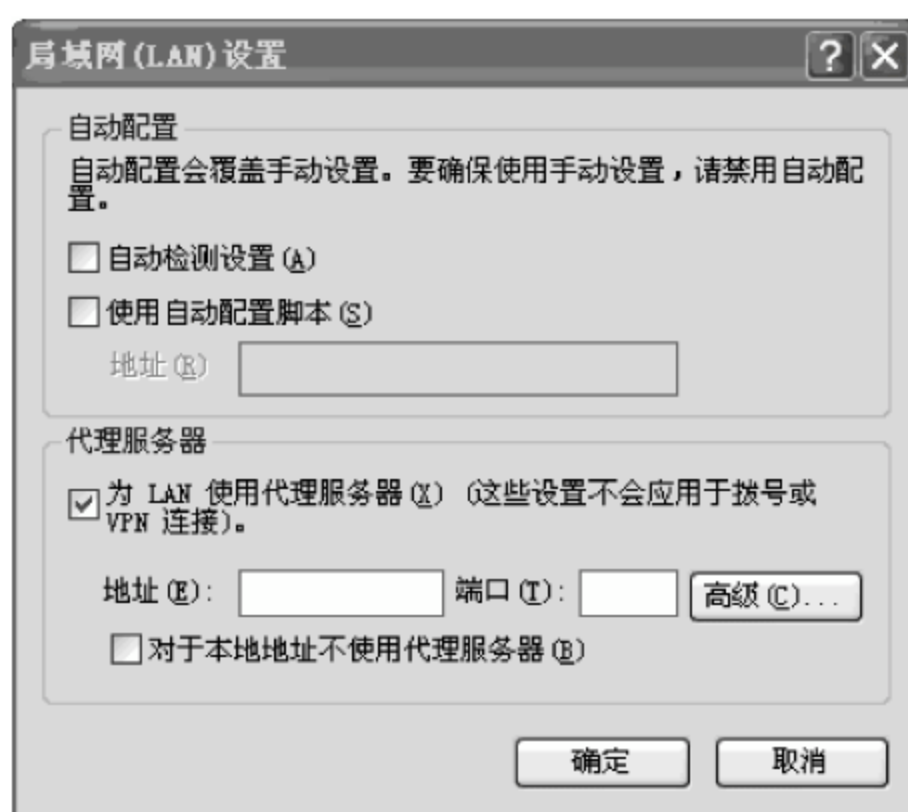 局域网(LAN)设置
自动配置
自动配置会覆盖手动设置。要确保使用手动设置,请禁用自动配
置。
自动检测设置(A)
使用自动配置脚本(S)
地址(R)
代理服务器
为 LAN 使用代理服务器(X) (这些设置不会应用于拨号或
VPN 连接)。
地址(E): 端口(T): 高级(C)...
对于本地地址不使用代理服务器(B)
确定 取消